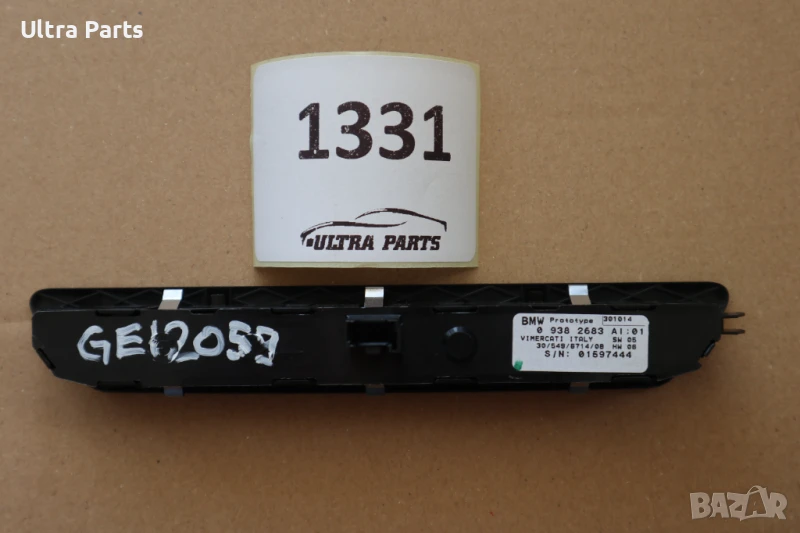 Ultra Parts
1331
ULTRA PARTS
GE12059
BMW Prototype 301014
0 938 2683 AI:01
VIMERCATI ITALY SW 05
30/549/6714/08 HW 08
S/N: 01697444
BAZAR